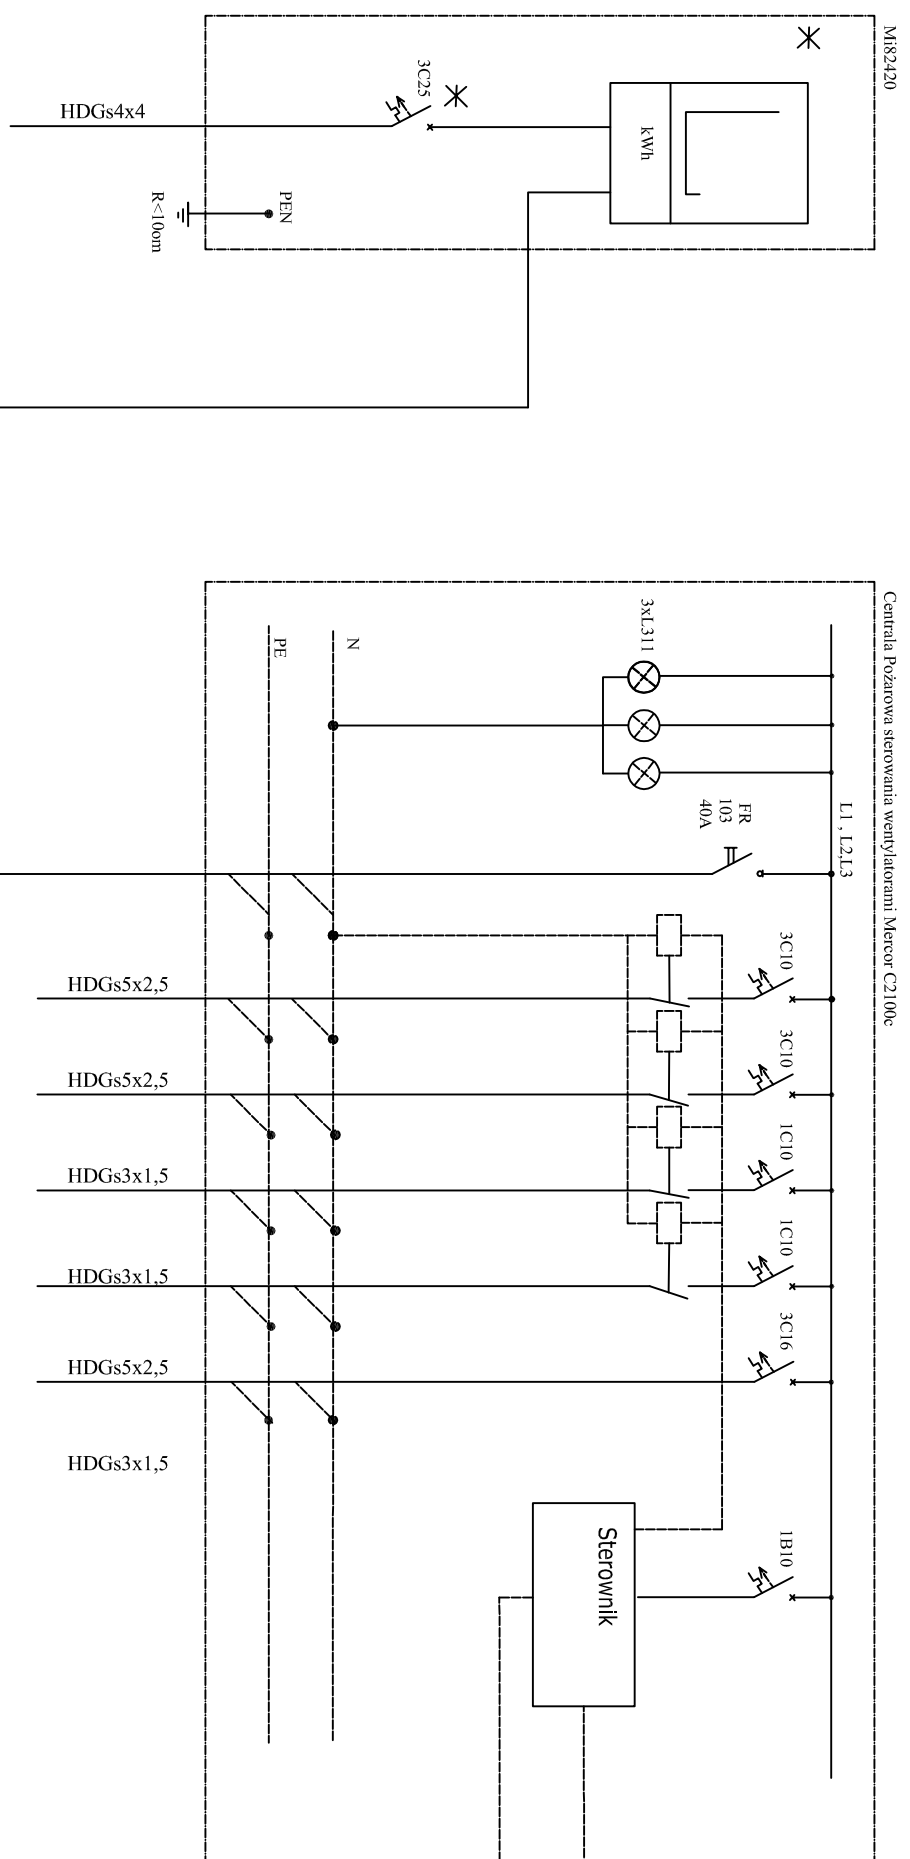 Mi82420
3C25
HDGs4x4
kWh
PEN
R<10om
Centrala Pożarowa sterowania wentylatorami Mercor C2100c
3xL311
N
PE
L1 , L2,L3
FR
103
40A
3C10
HDGs5x2,5
3C10
HDGs5x2,5
1C10
HDGs3x1,5
1C10
HDGs3x1,5
3C16
HDGs5x2,5
HDGs3x1,5
1B10
Sterownik